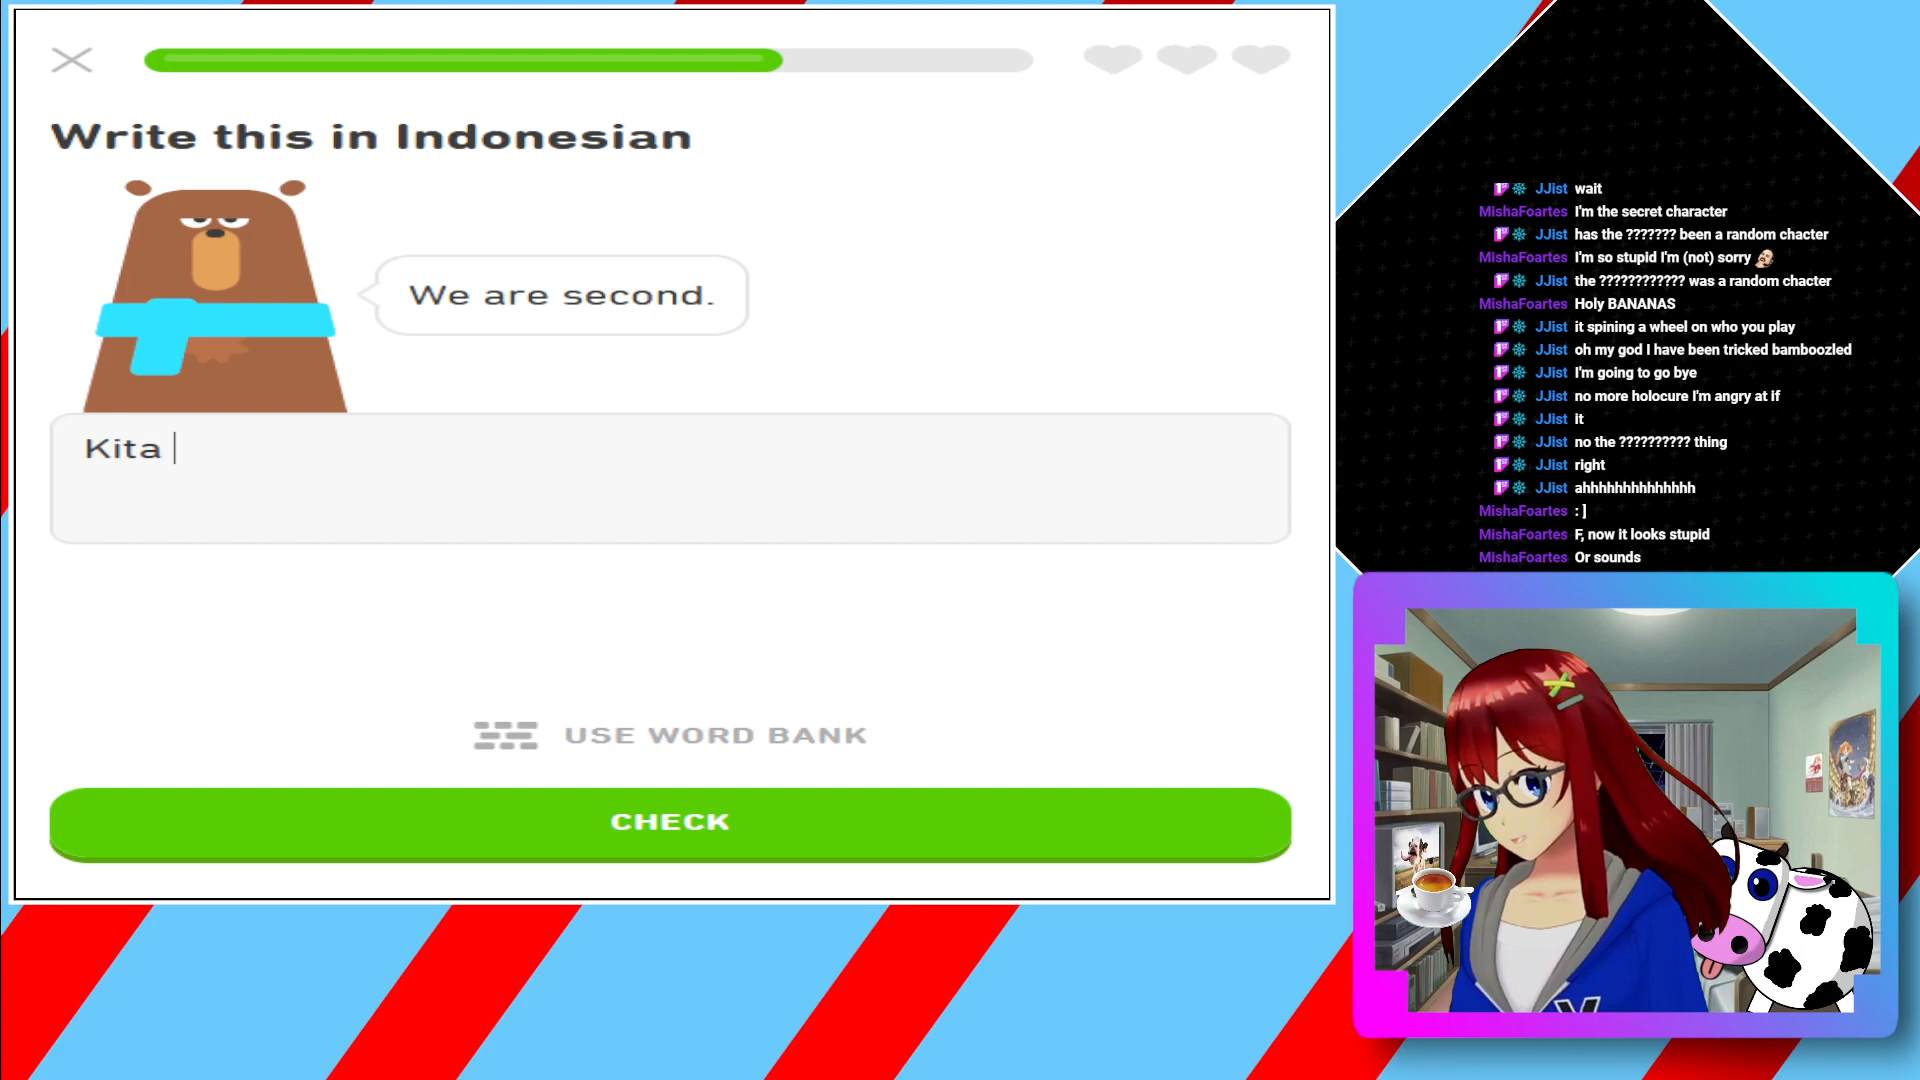 Write this in Indonesian
We are second.
Kita
USE WORD BANK
CHECK
JJist wait
MishaFoartes I'm the secret character
JJist has the ??????? been a random chacter
MishaFoartes I'm so stupid I'm (not) sorry
JJist the ???????????? was a random chacter
MishaFoartes Holy BANANAS
JJist it spining a wheel on who you play
JJist oh my god I have been tricked bamboozled
JJist I'm going to go bye
JJist no more holocure I'm angry at if
JJist it
JJist no the ?????????? thing
JJist right
JJist ahhhhhhhhhhhhhh
MishaFoartes : ]
MishaFoartes F, now it looks stupid
MishaFoartes Or sounds